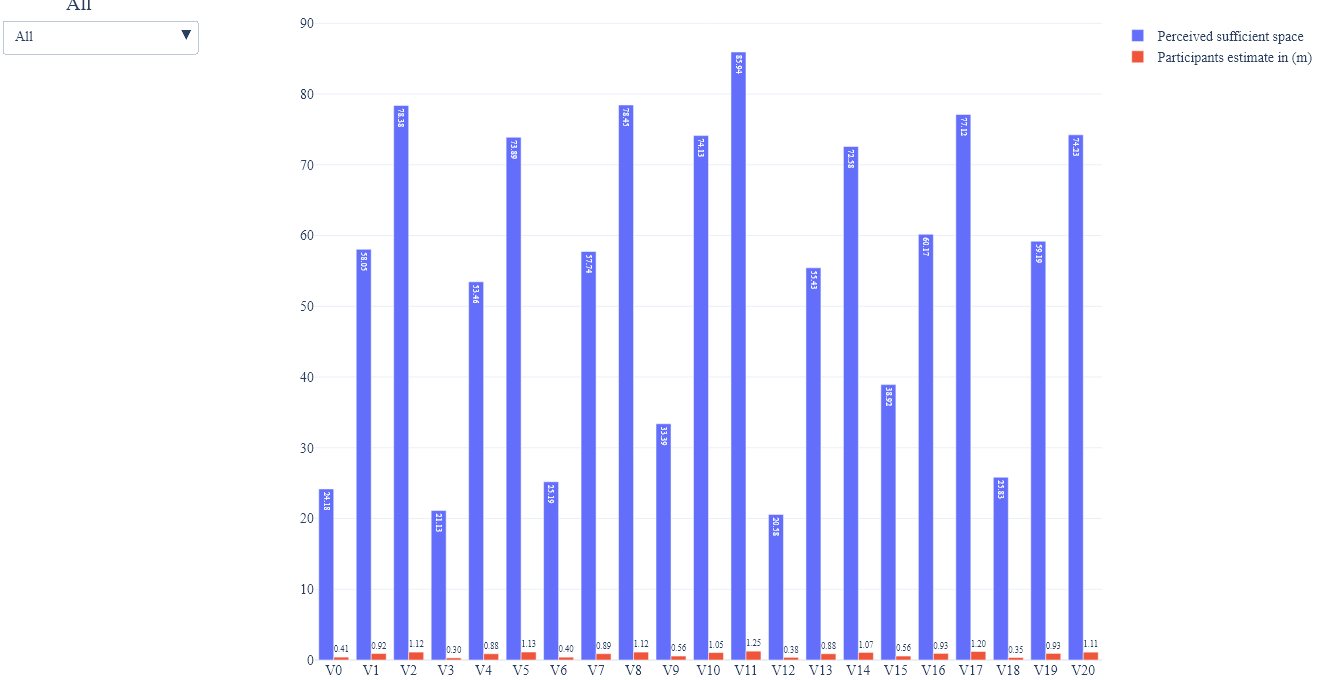 All
All ▼
Perceived sufficient space
Participants estimate in (m)
90
80
70
60
50
40
30
20
10
0
24.18 58.05 78.38 21.13 53.46 73.89 25.19 57.74 78.45 33.39 74.13 85.94 20.58 55.43 72.58 38.92 60.17 77.12 25.83 59.19 74.23
0.41 0.92 1.12 0.30 0.88 1.13 0.40 0.89 1.12 0.56 1.05 1.25 0.38 0.88 1.07 0.56 0.93 1.20 0.35 0.93 1.11
V0 V1 V2 V3 V4 V5 V6 V7 V8 V9 V10 V11 V12 V13 V14 V15 V16 V17 V18 V19 V20